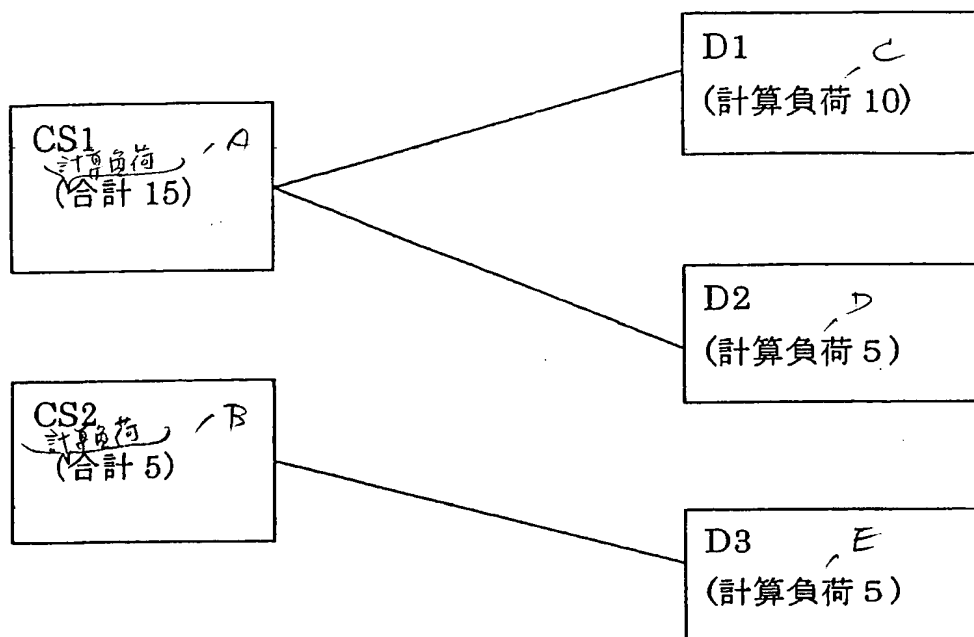 CS1
計算負荷
(合計 15)
A
CS2
計算負荷
(合計 5)
B
D1
C
(計算負荷 10)
D2
D
(計算負荷 5)
D3
E
(計算負荷 5)